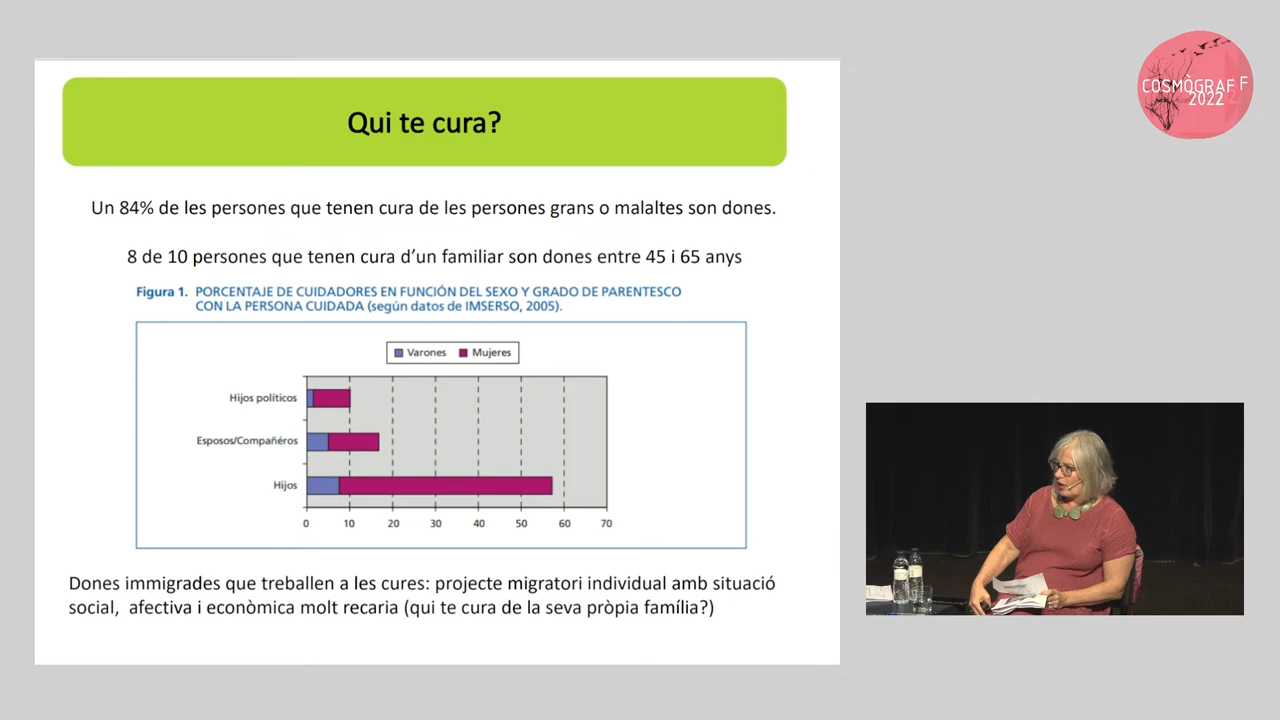 COSMÒGRAF F
2022
Qui te cura?
Un 84% de les persones que tenen cura de les persones grans o malaltes son dones.
8 de 10 persones que tenen cura d’un familiar son dones entre 45 i 65 anys
Figura 1. PORCENTAJE DE CUIDADORES EN FUNCIÓN DEL SEXO Y GRADO DE PARENTESCO
CON LA PERSONA CUIDADA (según datos de IMSERSO, 2005).
Varones Mujeres
Hijos políticos
Esposos/Compañéros
Hijos
0 10 20 30 40 50 60 70
Dones immigrades que treballen a les cures: projecte migratori individual amb situació
social, afectiva i econòmica molt recaria (qui te cura de la seva pròpia família?)